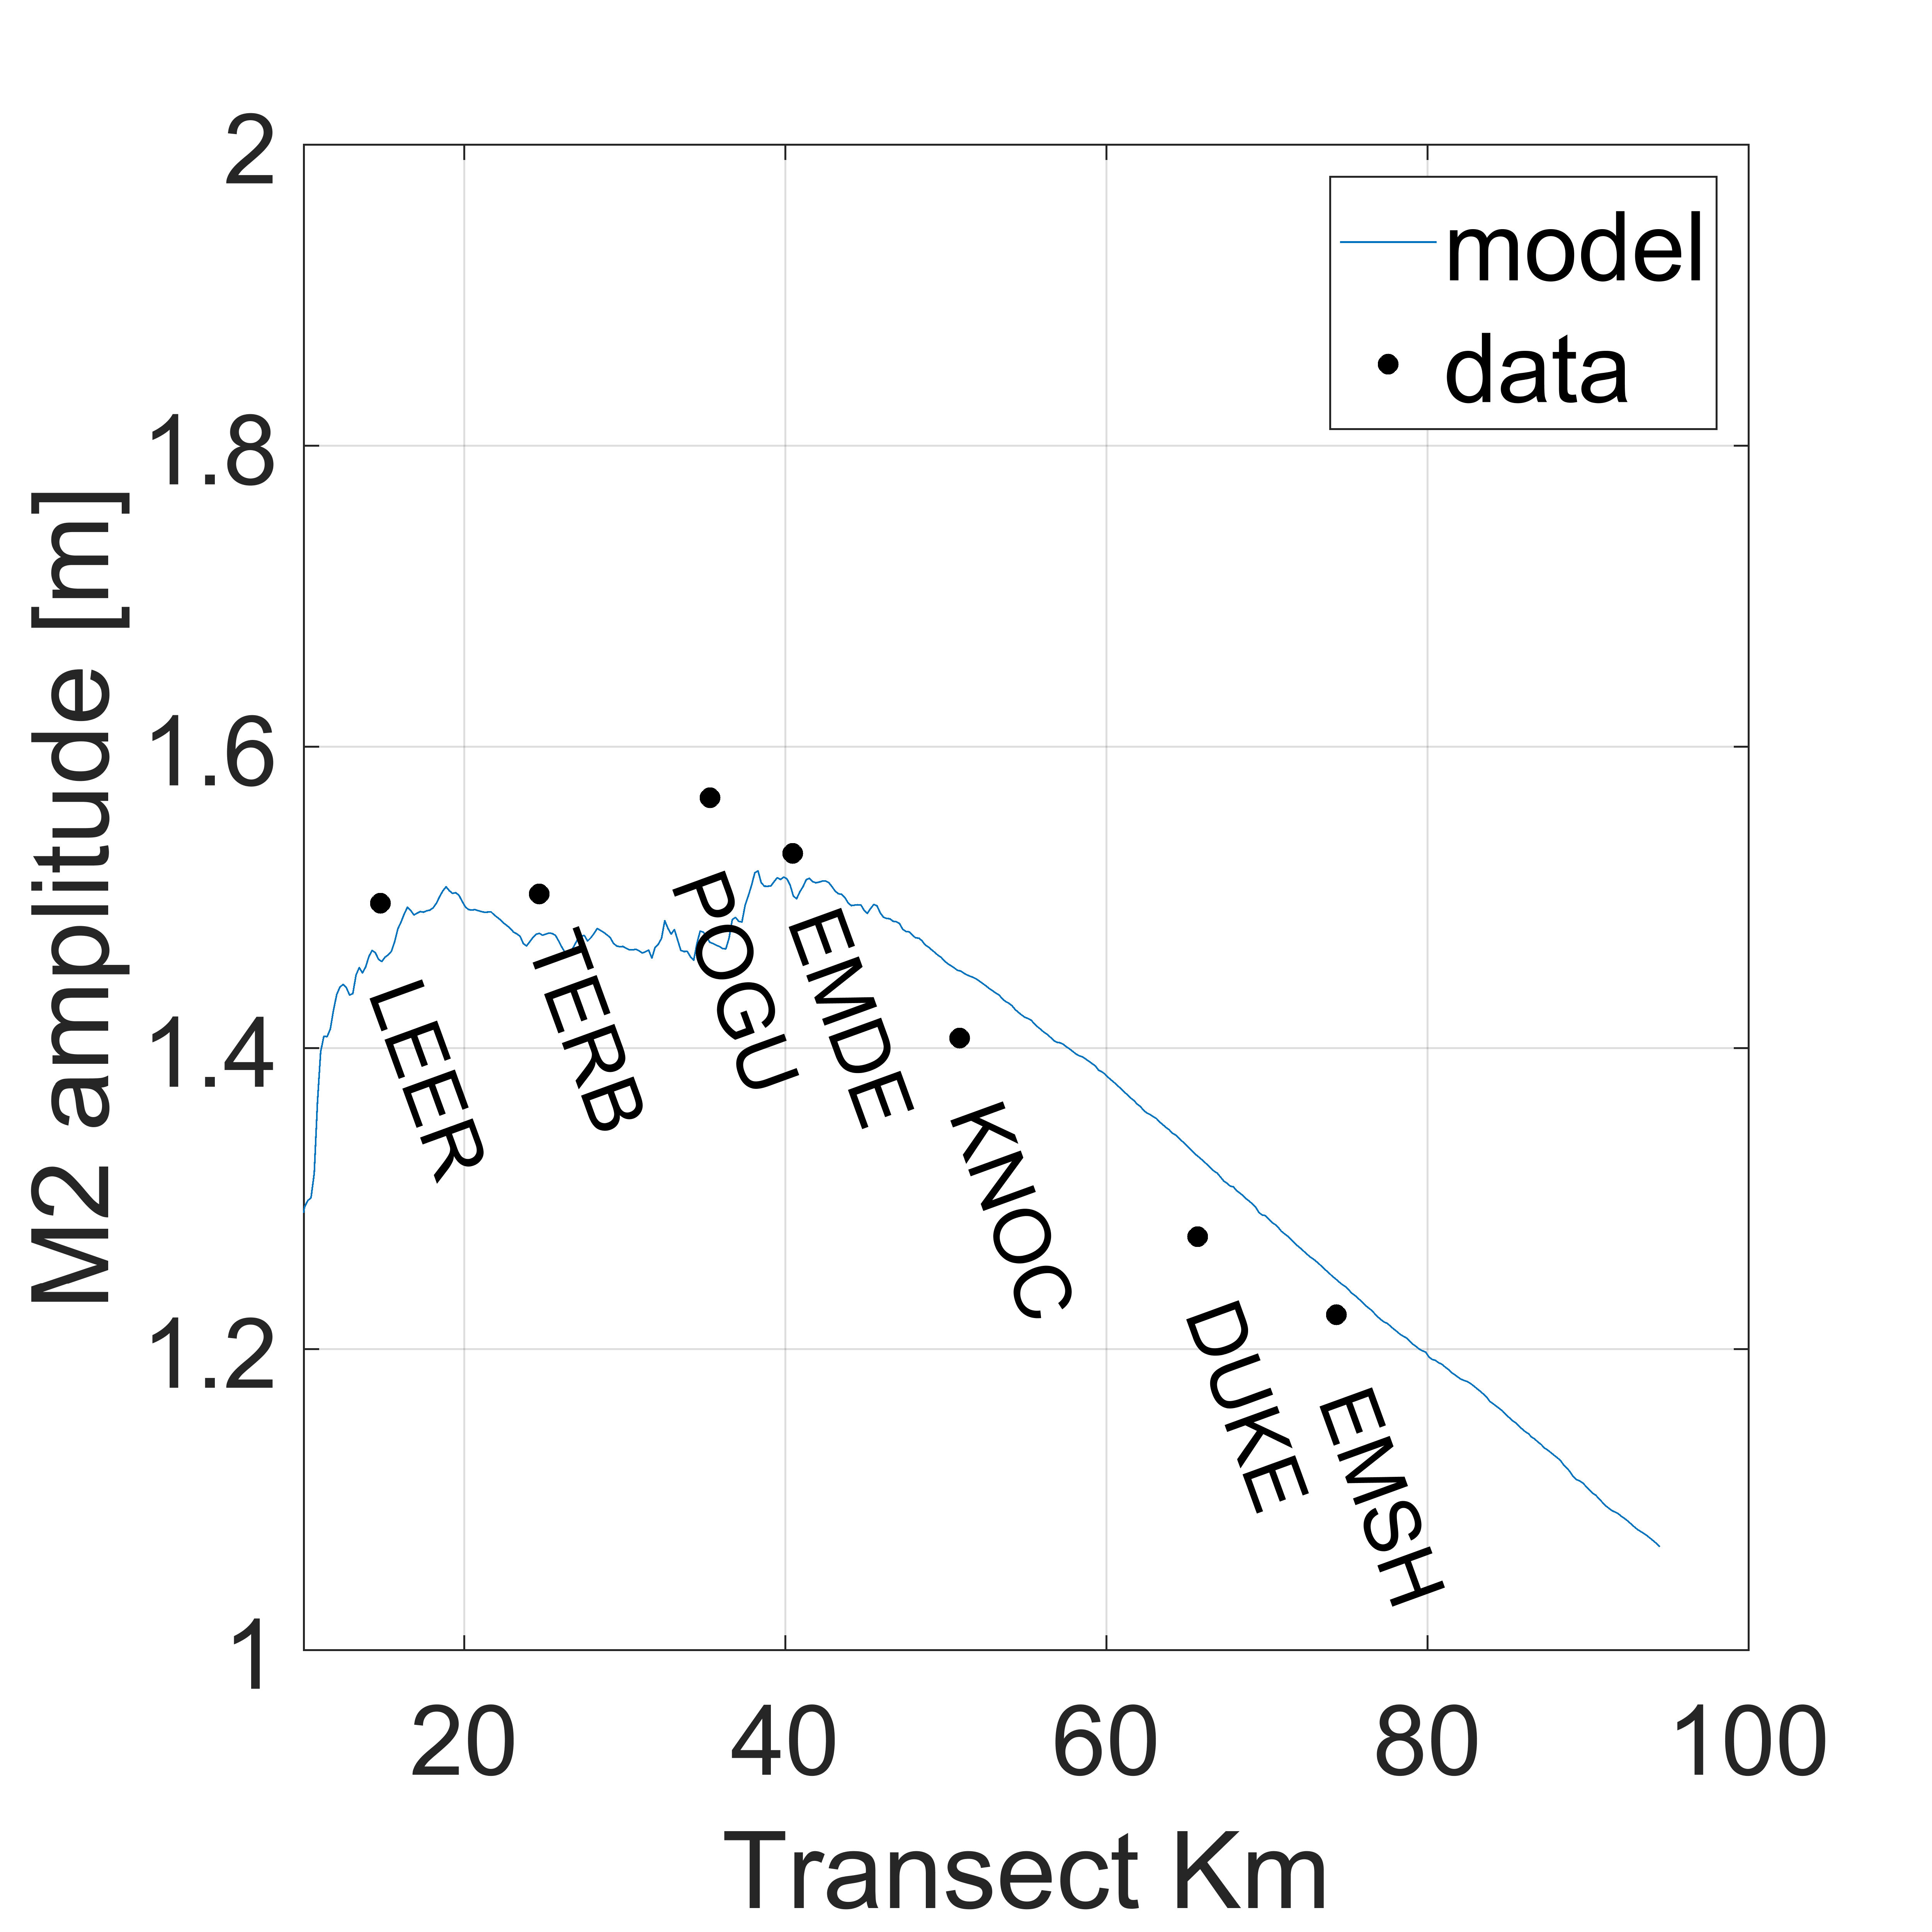 2
1.8
1.6
1.4
1.2
1
M2 amplitude [m]
model
data
LEER
TERB
POGU
EMDE
KNOC
DUKE
EMSH
20
40
60
80
100
Transect Km